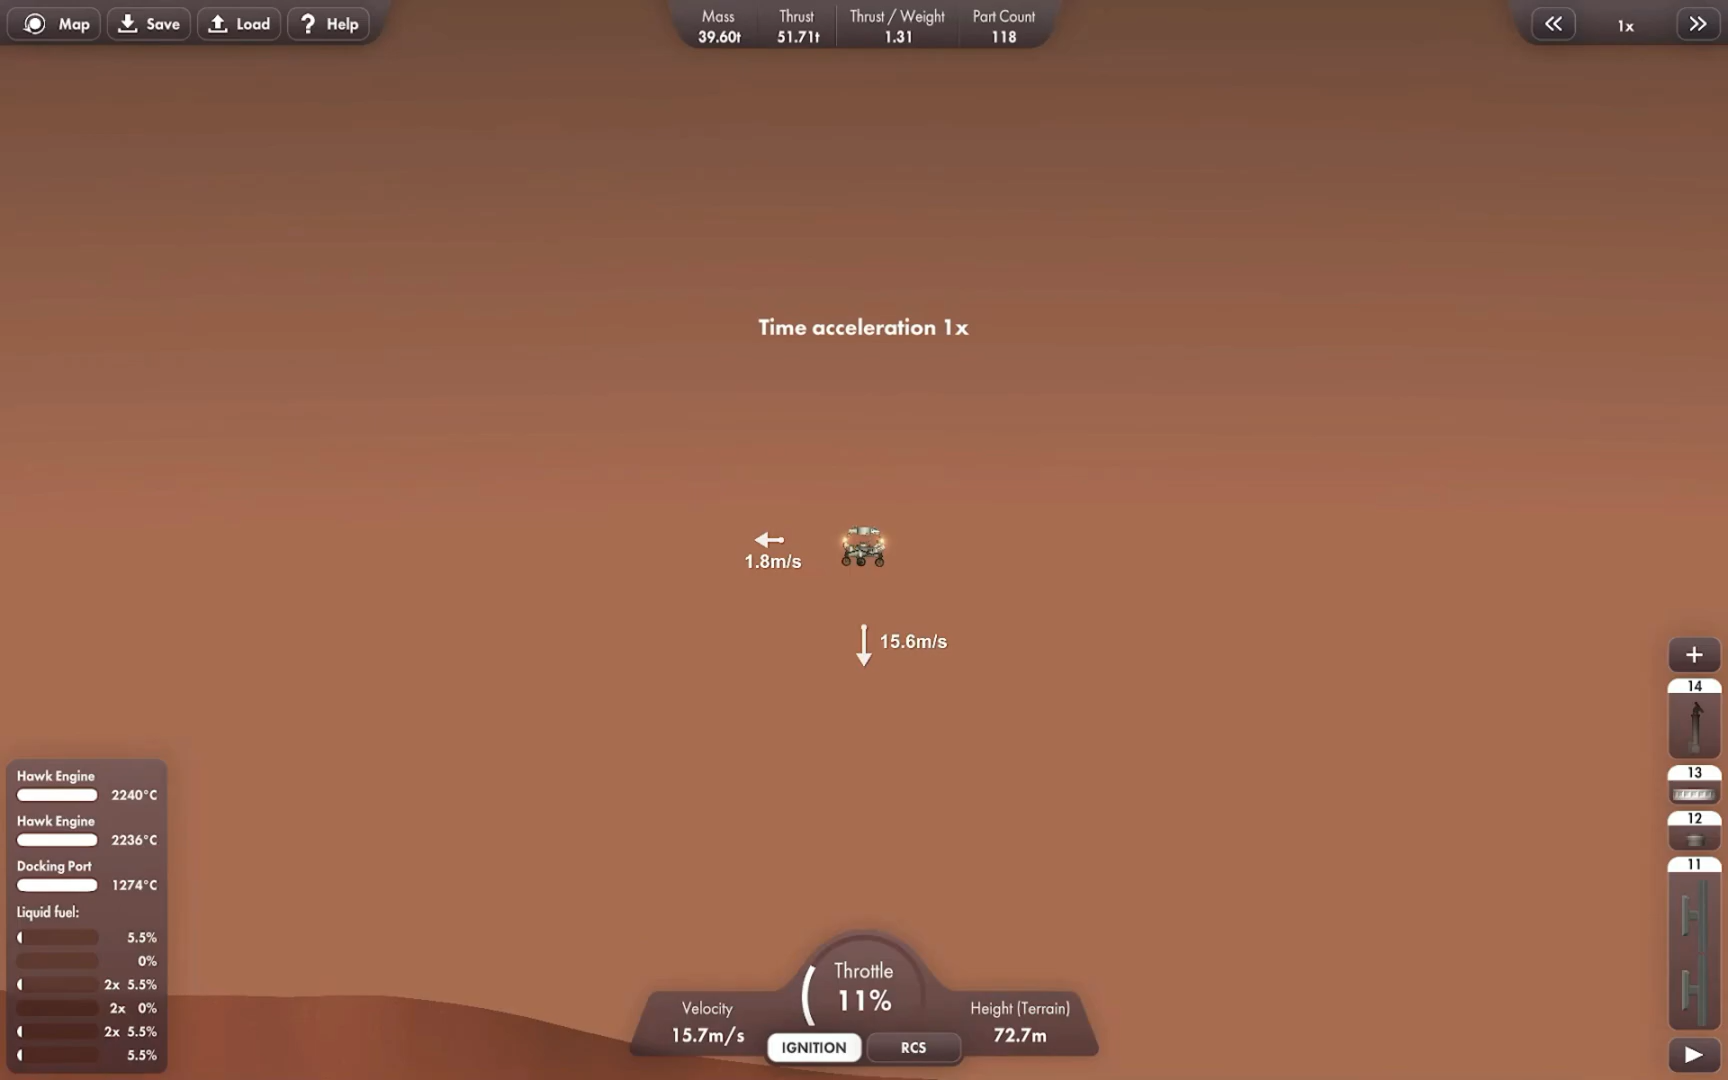 Map
Save
Load
Help
Mass
39.60t
Thrust
51.71t
Thrust / Weight
1.31
Part Count
118
1x
Time acceleration 1x
1.8m/s
15.6m/s
14
13
12
11
Hawk Engine
2240°C
Hawk Engine
2236°C
Docking Port
1274°C
Liquid fuel:
5.5%
0%
2x 5.5%
2x 0%
2x 5.5%
5.5%
Velocity
15.7m/s
Throttle
11%
Height (Terrain)
72.7m
IGNITION
RCS